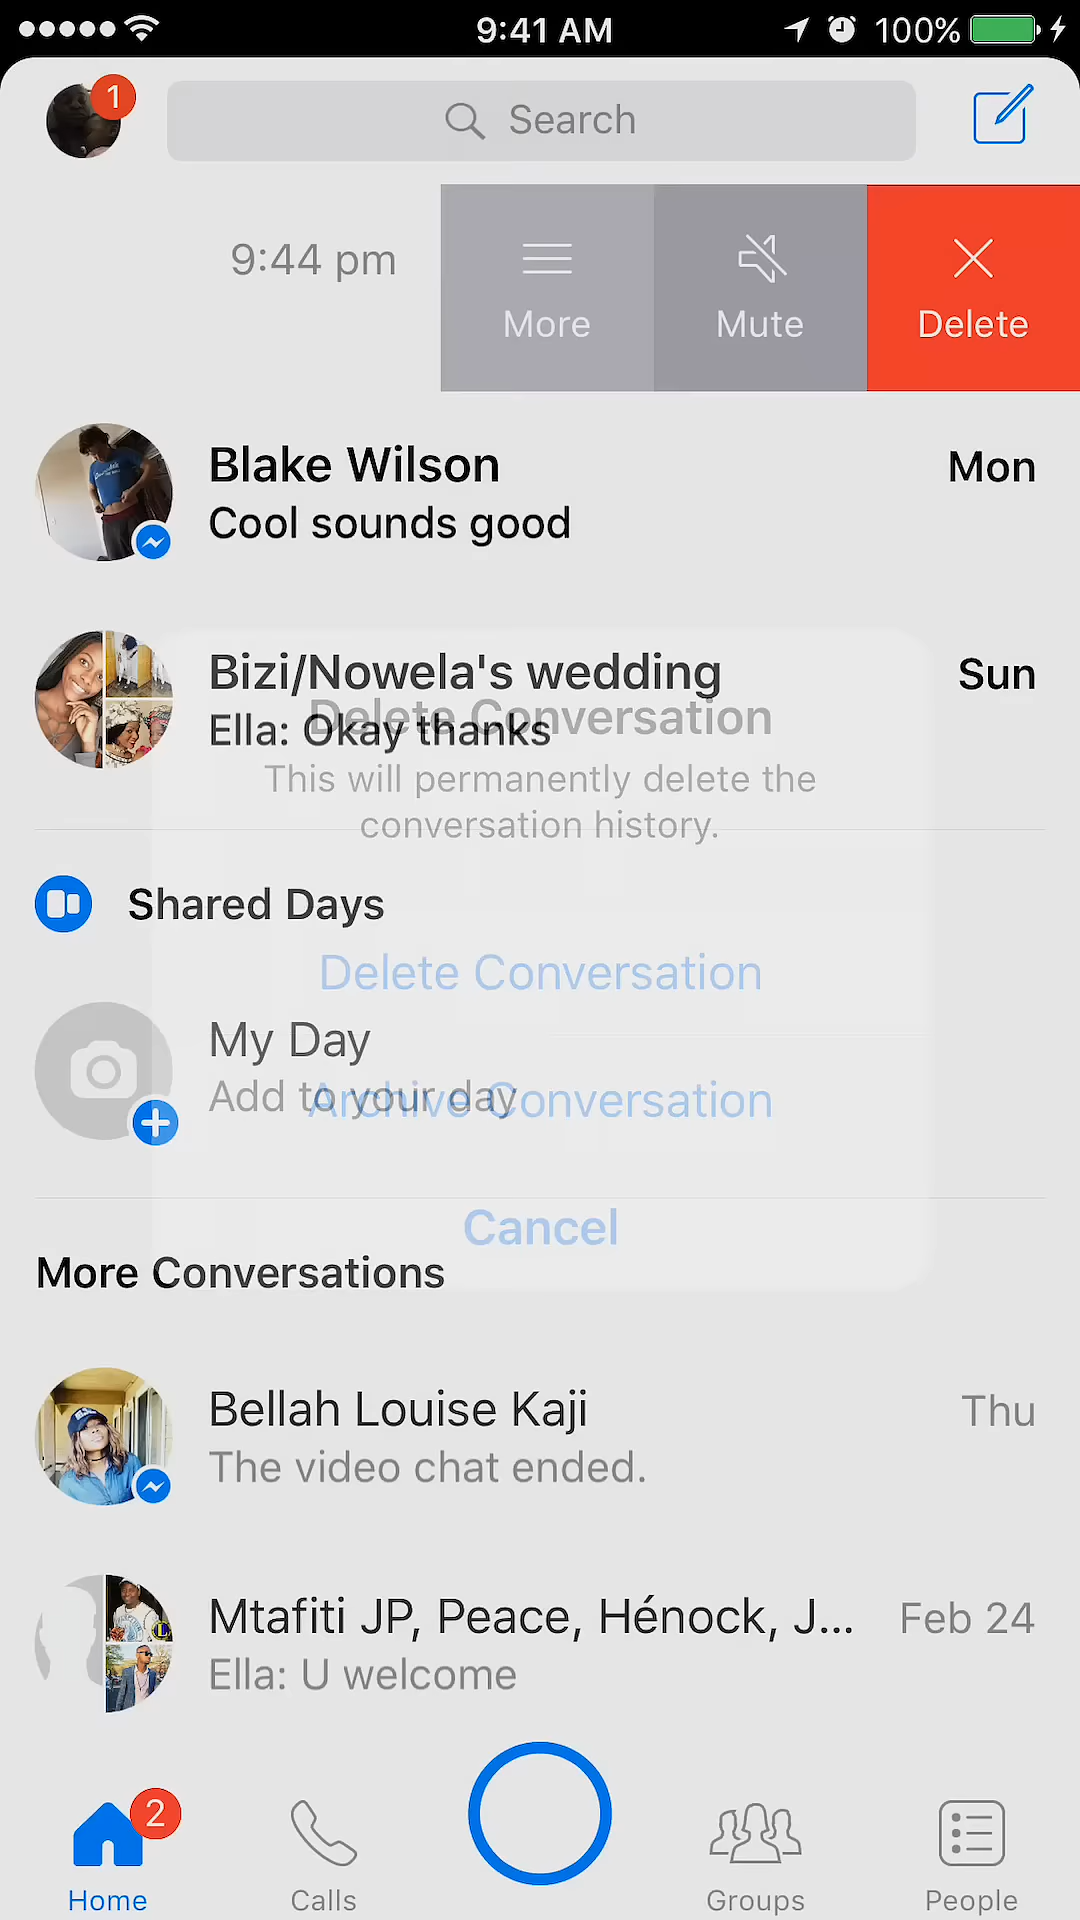 9:41 AM
100%
1
Search
9:44 pm
More
Mute
Delete
Blake Wilson
Mon
Cool sounds good
Bizi/Nowela's wedding
Sun
Ella: Okay thanks
Delete Conversation
This will permanently delete the
conversation history.
Shared Days
Delete Conversation
My Day
Add to your day
Archive Conversation
Cancel
More Conversations
Bellah Louise Kaji
Thu
The video chat ended.
Mtafiti JP, Peace, Hénock, J...
Feb 24
Ella: U welcome
2
Home
Calls
Groups
People